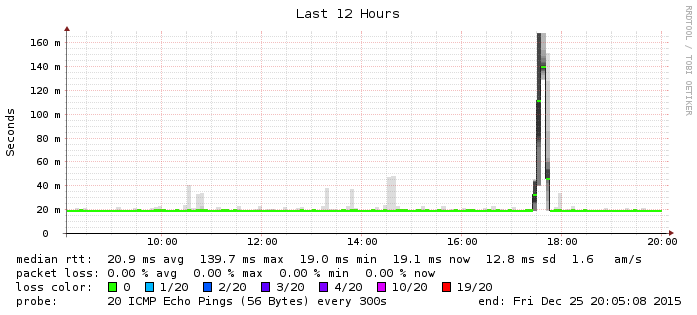 Last 12 Hours
RRDTOOL / TOBI OETIKER
Seconds
160 m
140 m
120 m
100 m
80 m
60 m
40 m
20 m
0
10:00 12:00 14:00 16:00 18:00 20:00
median rtt: 20.9 ms avg 139.7 ms max 19.0 ms min 19.1 ms now 12.8 ms sd 1.6 am/s
packet loss: 0.00 % avg 0.00 % max 0.00 % min 0.00 % now
loss color: 0 1/20 2/20 3/20 4/20 10/20 19/20
probe: 20 ICMP Echo Pings (56 Bytes) every 300s end: Fri Dec 25 20:05:08 2015